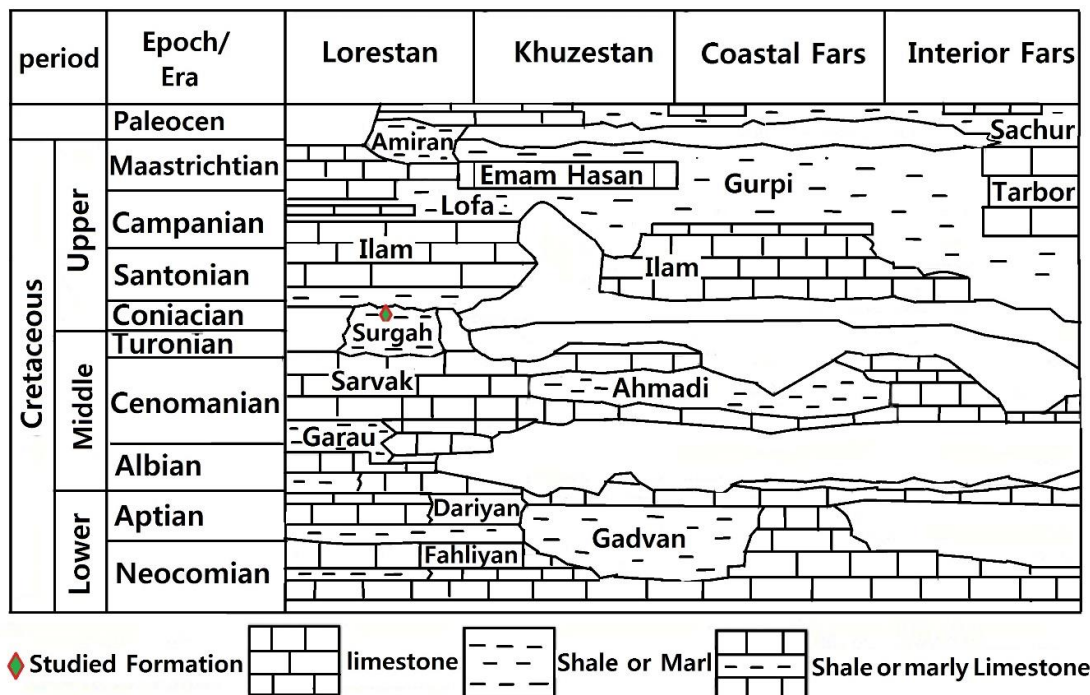 period
Epoch/
Era
Lorestan
Khuzestan
Coastal Fars
Interior Fars
Cretaceous
Upper
Middle
Lower
Paleocen
Maastrichtian
Campanian
Santonian
Coniacian
Turonian
Cenomanian
Albian
Aptian
Neocomian
Amiran
Sachur
Emam Hasan
Gurpi
Tarbor
Lofa
Ilam
Ilam
Surgah
Sarvak
Ahmadi
Garau
Dariyan
Gadvan
Fahliyan
Studied Formation
limestone
Shale or Marl
Shale or marly Limestone